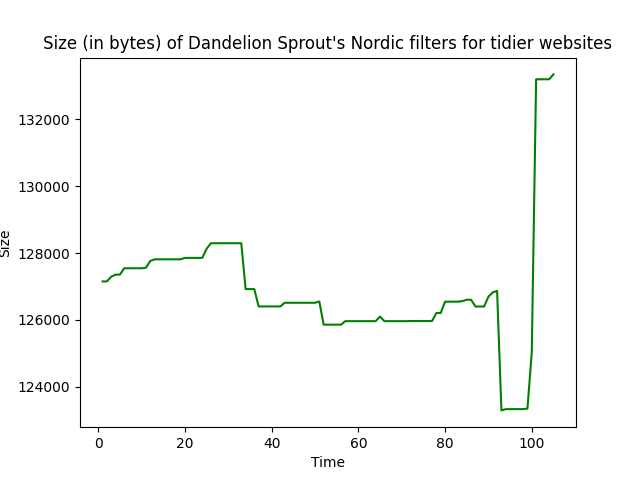 Size (in bytes) of Dandelion Sprout's Nordic filters for tidier websites
132000
130000
128000
126000
124000
Size
0 20 40 60 80 100
Time